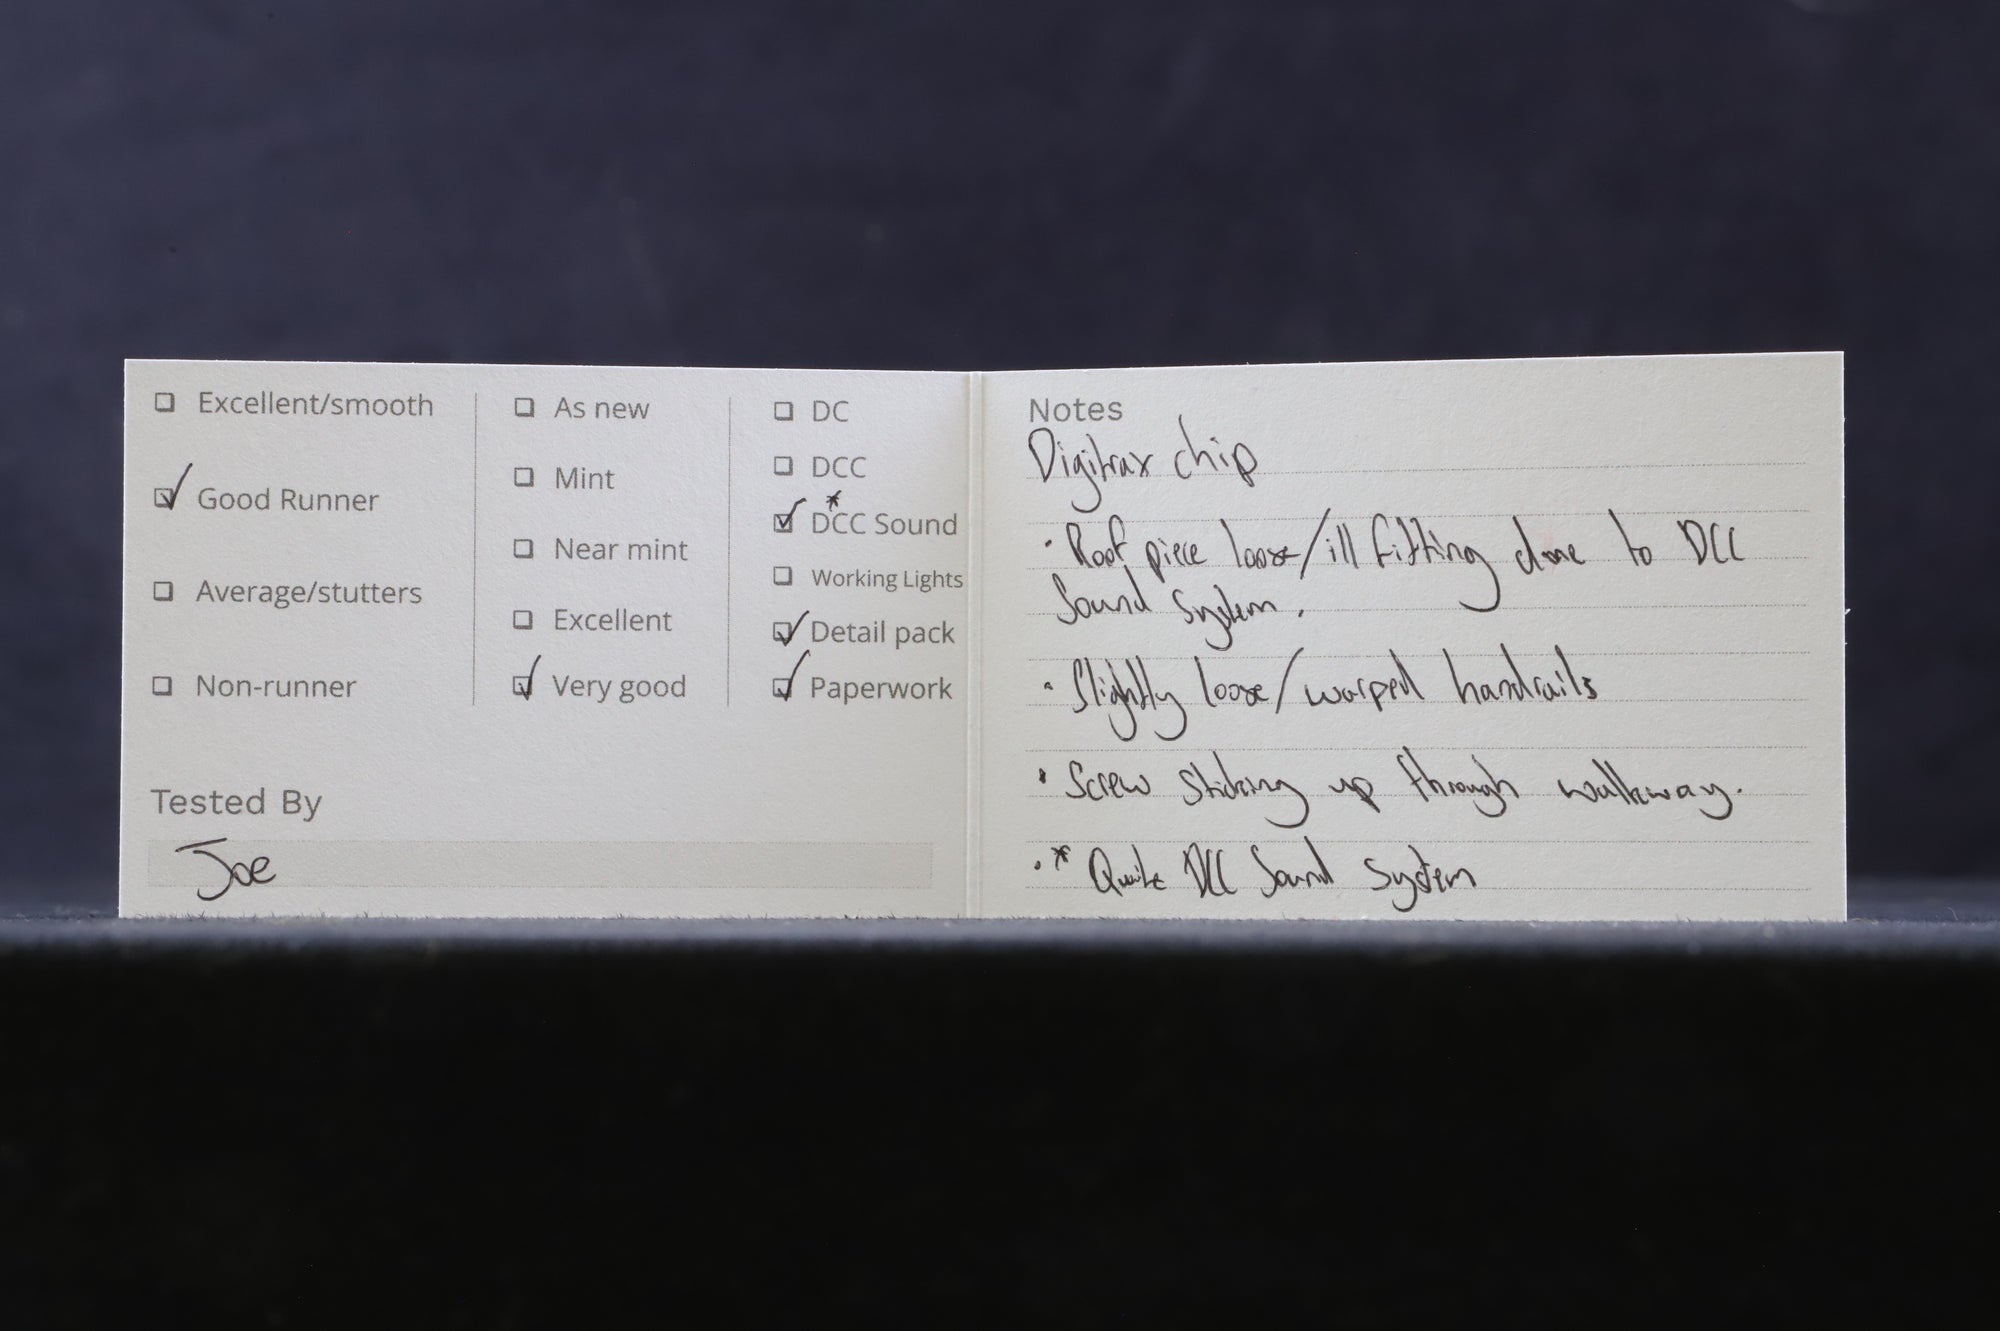 Excellent/smooth
Good Runner
Average/stutters
Non-runner
As new
Mint
Near mint
Excellent
Very good
DC
DCC
*
DCC Sound
Working Lights
Detail pack
Paperwork
Tested By
Joe
Notes
Digitrax chip
· Roof piece loose/ill fitting to DCC
Sound System.
· Slightly loose/warped handrails
· Screw sticking up through walkway.
· * DCC Sound System